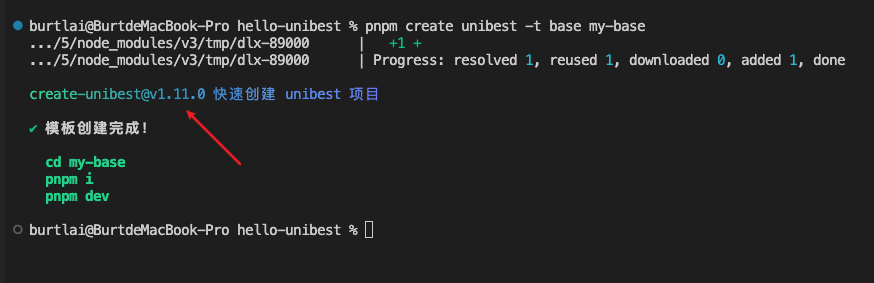 burtlai@BurtdeMacBook-Pro hello-unibest % pnpm create unibest -t base my-base
.../5/node_modules/v3/tmp/dlx-89000 | +1 +
.../5/node_modules/v3/tmp/dlx-89000 | Progress: resolved 1, reused 1, downloaded 0, added 1, done
create-unibest@v1.11.0 快速创建 unibest 项目
✔ 模板创建完成!
cd my-base
pnpm i
pnpm dev
burtlai@BurtdeMacBook-Pro hello-unibest %